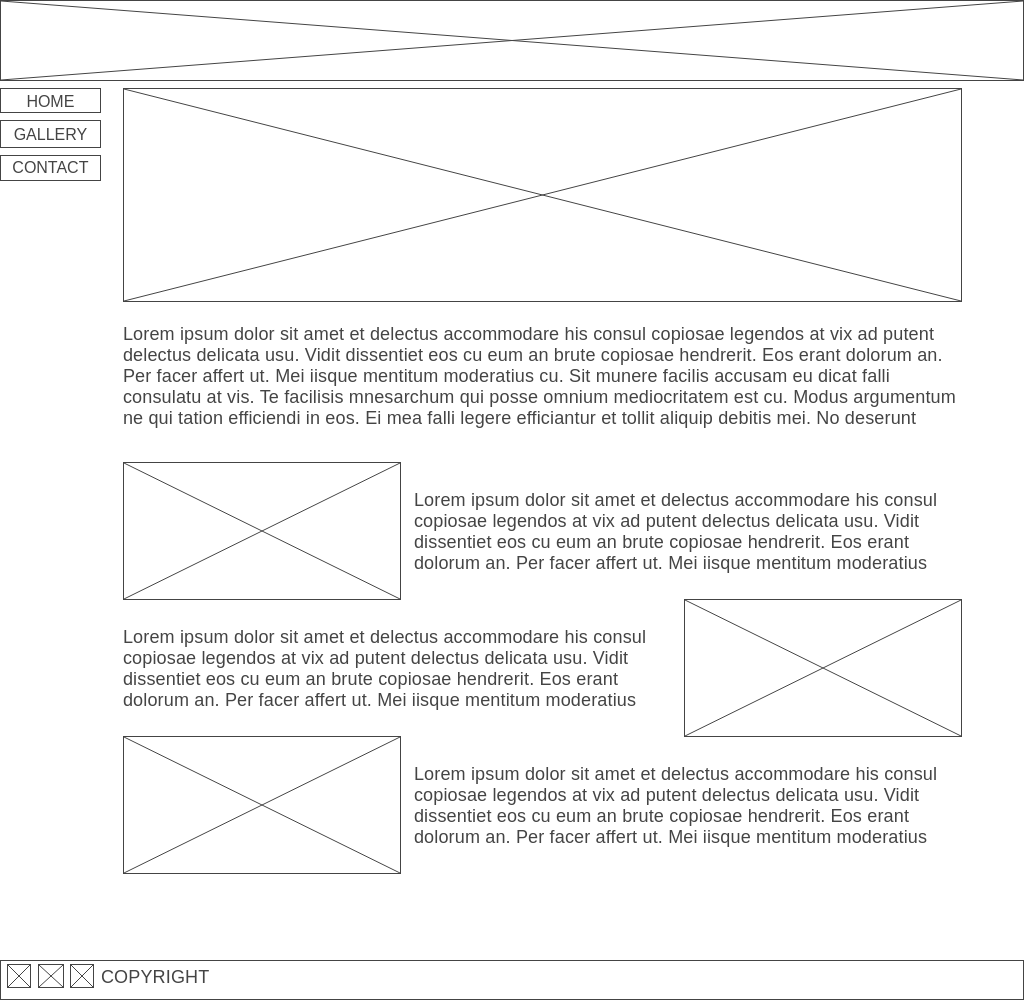 HOME
GALLERY
CONTACT
Lorem ipsum dolor sit amet et delectus accommodare his consul copiosae legendos at vix ad putent
delectus delicata usu. Vidit dissentiet eos cu eum an brute copiosae hendrerit. Eos erant dolorum an.
Per facer affert ut. Mei iisque mentitum moderatius cu. Sit munere facilis accusam eu dicat falli
consulatu at vis. Te facilisis mnesarchum qui posse omnium mediocritatem est cu. Modus argumentum
ne qui tation efficiendi in eos. Ei mea falli legere efficiantur et tollit aliquip debitis mei. No deserunt
Lorem ipsum dolor sit amet et delectus accommodare his consul
copiosae legendos at vix ad putent delectus delicata usu. Vidit
dissentiet eos cu eum an brute copiosae hendrerit. Eos erant
dolorum an. Per facer affert ut. Mei iisque mentitum moderatius
Lorem ipsum dolor sit amet et delectus accommodare his consul
copiosae legendos at vix ad putent delectus delicata usu. Vidit
dissentiet eos cu eum an brute copiosae hendrerit. Eos erant
dolorum an. Per facer affert ut. Mei iisque mentitum moderatius
Lorem ipsum dolor sit amet et delectus accommodare his consul
copiosae legendos at vix ad putent delectus delicata usu. Vidit
dissentiet eos cu eum an brute copiosae hendrerit. Eos erant
dolorum an. Per facer affert ut. Mei iisque mentitum moderatius
COPYRIGHT